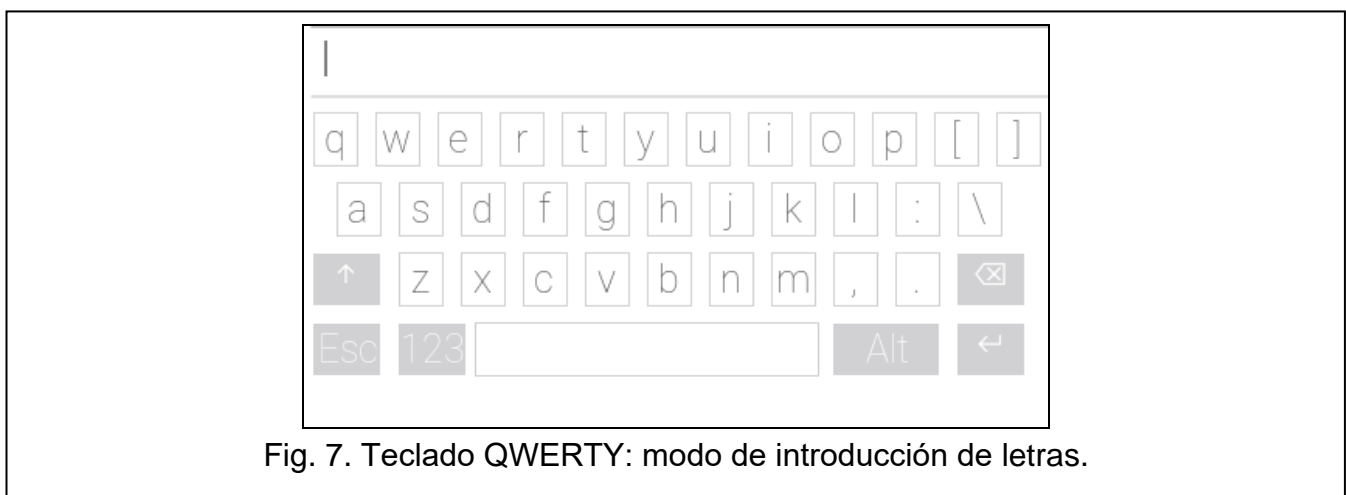 q w e r t y u i o p [ ]
a s d f g h j k l : \
↑ z x c v b n m , . ⌫
Esc 123 Alt ↵
Fig. 7. Teclado QWERTY: modo de introducción de letras.